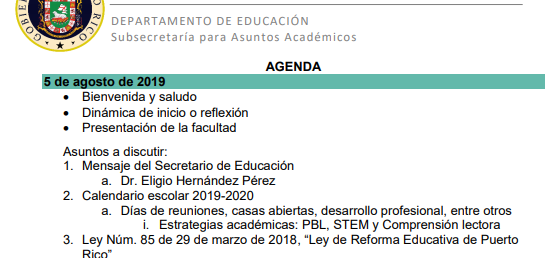 GOBI
O RICO
DEPARTAMENTO DE EDUCACIÓN
Subsecretaría para Asuntos Académicos
AGENDA
5 de agosto de 2019
• Bienvenida y saludo
• Dinámica de inicio o reflexión
• Presentación de la facultad
Asuntos a discutir:
1. Mensaje del Secretario de Educación
a. Dr. Eligio Hernández Pérez
2. Calendario escolar 2019-2020
a. Días de reuniones, casas abiertas, desarrollo profesional, entre otros
i. Estrategias académicas: PBL, STEM y Comprensión lectora
3. Ley Núm. 85 de 29 de marzo de 2018, “Ley de Reforma Educativa de Puerto
Rico”